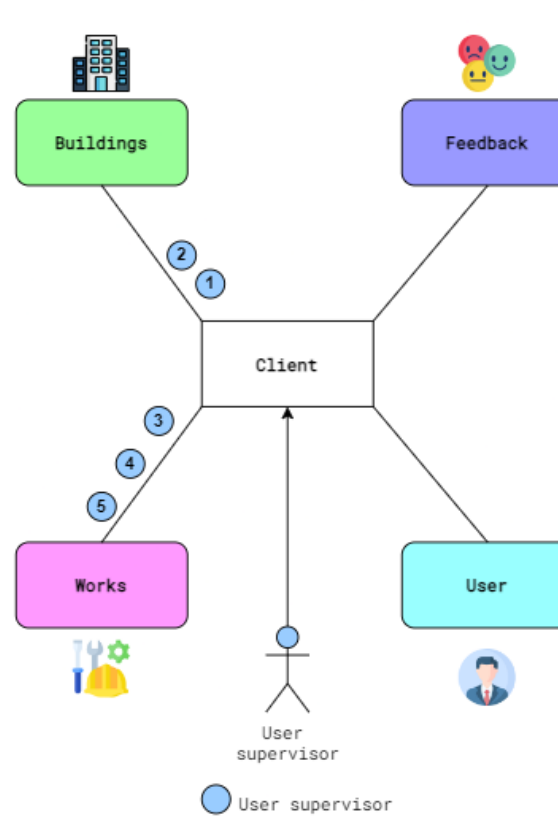 Buildings
Feedback
2
1
Client
3
4
5
Works
User
User
supervisor
User supervisor